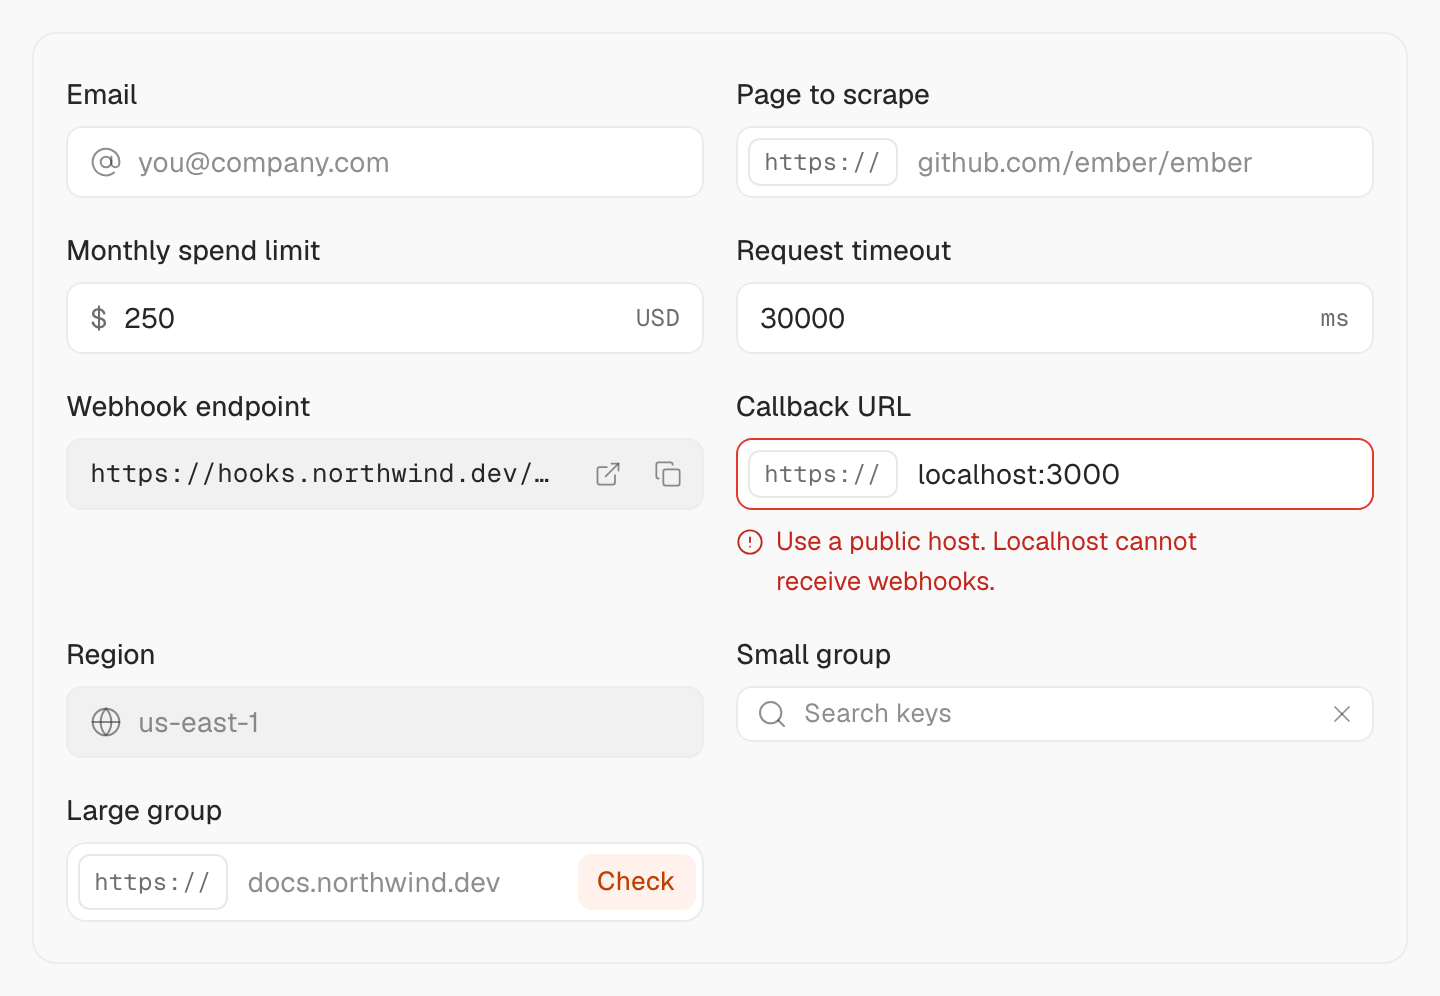 Email
you@company.com
Page to scrape
https:// github.com/ember/ember
Monthly spend limit
$ 250 USD
Request timeout
30000 ms
Webhook endpoint
https://hooks.northwind.dev/…
Callback URL
https:// localhost:3000
Use a public host. Localhost cannot
receive webhooks.
Region
us-east-1
Small group
Search keys
Large group
https:// docs.northwind.dev Check